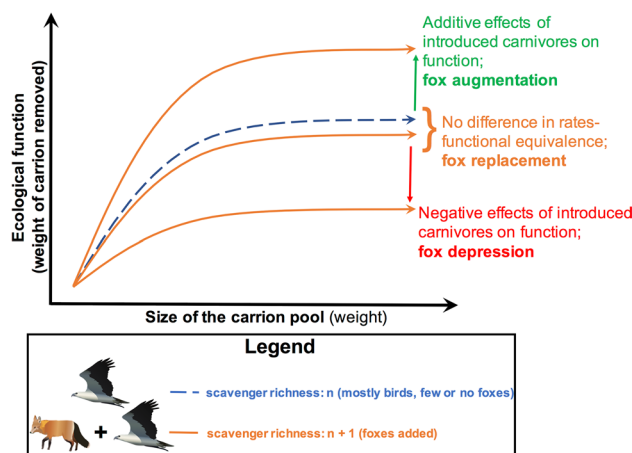 Additive effects of
introduced carnivores on
function;
fox augmentation
Ecological function
(weight of carrion removed)
No difference in rates-
functional equivalence;
fox replacement
Negative effects of introduced
carnivores on function;
fox depression
Size of the carrion pool (weight)
Legend
scavenger richness: n (mostly birds, few or no foxes)
+
scavenger richness: n + 1 (foxes added)